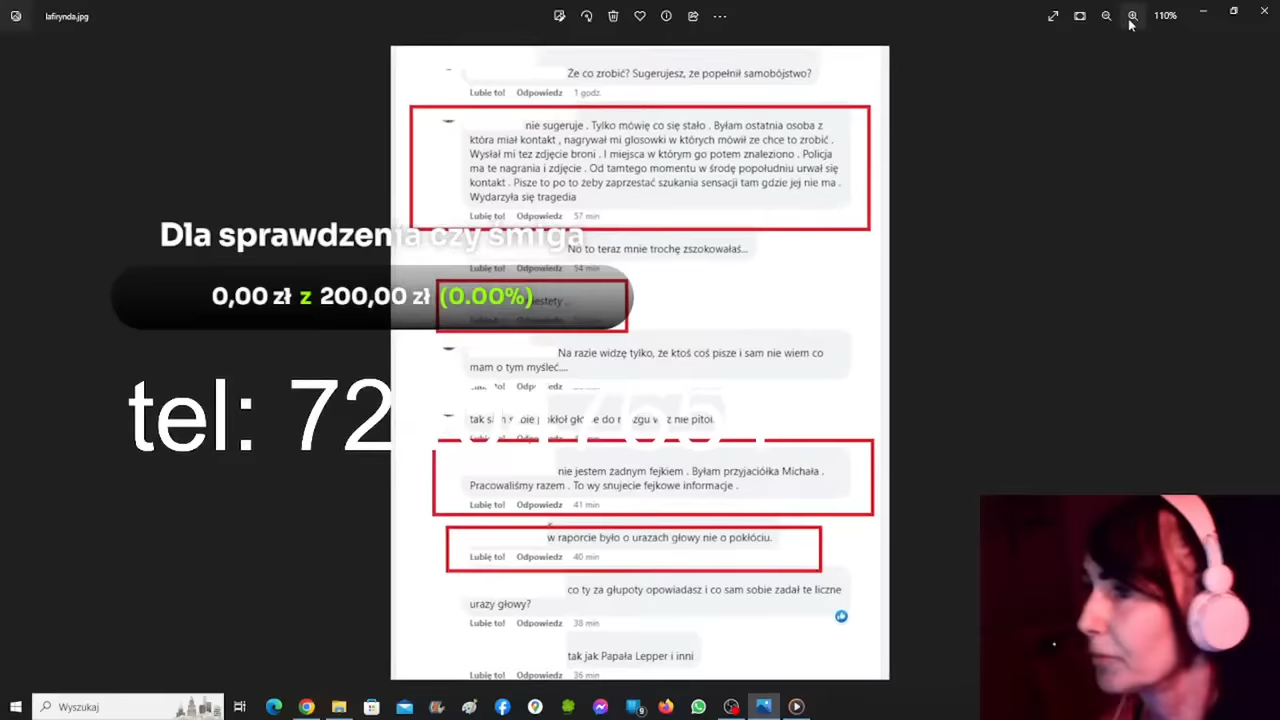 lafirynda.jpg
110%
Że co zrobić? Sugerujesz, że popełnił samobójstwo?
Lubię to! Odpowiedz 1 godz.
nie sugeruje . Tylko mówię co się stało . Byłam ostatnia osoba z
która miał kontakt , nagrywał mi glosowki w których mówił ze chce to zrobić .
Wysłał mi tez zdjęcie broni . I miejsca w którym go potem znaleziono . Policja
ma te nagrania i zdjęcie . Od tamtego momentu w środę popołudniu urwał się
kontakt . Pisze to po to żeby zaprzestać szukania sensacji tam gdzie jej nie ma .
Wydarzyła się tragedia
Lubię to! Odpowiedz 57 min
Dla sprawdzenia czy śmiga
No to teraz mnie trochę zszokowałaś...
Lubię to! Odpowiedz 54 min
0,00 zł z 200,00 zł (0.00%)
Na razie widzę tylko, że ktoś coś pisze i sam nie wiem co
mam o tym myśleć....
tel: 72
nie jestem żadnym fejkiem . Byłam przyjaciółka Michała .
Pracowaliśmy razem . To wy snujecie fejkowe informacje .
Lubię to! Odpowiedz 41 min
w raporcie było o urazach głowy nie o pokłóciu.
Lubię to! Odpowiedz 40 min
co ty za głupoty opowiadasz i co sam sobie zadał te liczne
urazy głowy?
Lubię to! Odpowiedz 38 min
tak jak Papała Lepper i inni
Lubię to! Odpowiedz 36 min
Wyszukaj